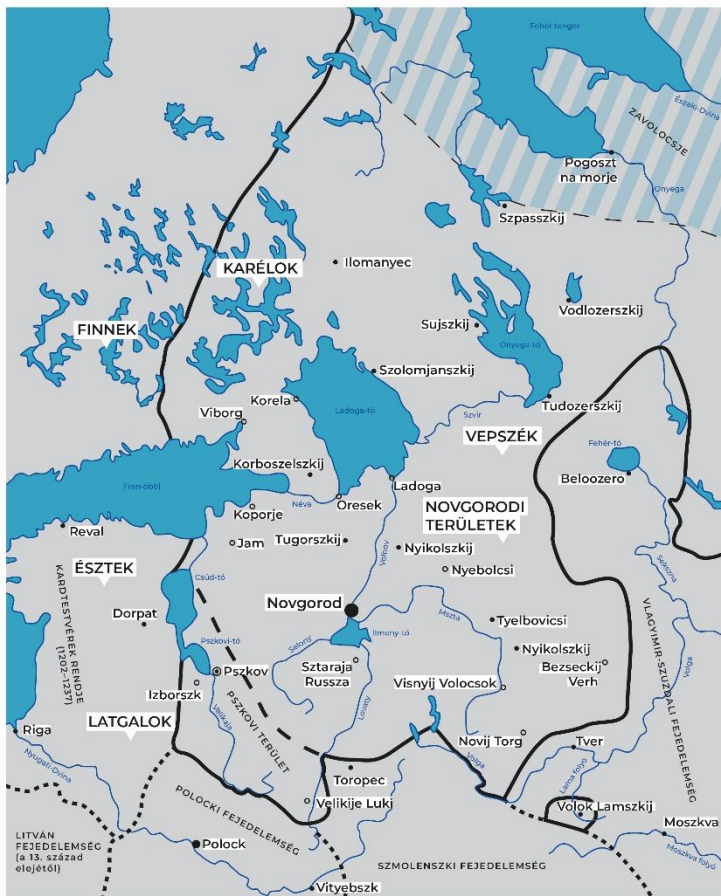 Fehér tenger
Északi-Dvina
ZAVOLOCSJE
Pogoszt
na morje
Onyega
Szpasszkij
KARÉLOK
Ilomanyec
FINNEK
Vodlozerszkij
Sujszkij
Onyega-tó
Szolomjanszkij
Korela
Viborg
Ladoga-tó
Tudozerszkij
Szvir
VEPSZÉK
Fehér-tó
Korboszelszkij
Beloozero
Finn-öböl
Ladoga
Oresek
NOVGORODI
TERÜLETEK
Néva
Koporje
Reval
Jam
Tugorszkij
Volhov
Nyikolszkij
Nyebolcsi
ÉSZTEK
Csúd-tó
Sekszna
KARDTESTVÉREK RENDJE
(1202–1237)
Dorpat
Novgorod
Ilmeny-tó
Mszta
Tyelbovicsi
Pszkovi-tó
Selony
Nyikolszkij
Pszkov
Sztaraja
Russza
Bezseckij
Verh
Izborszk
Visnyij Volocsok
Volga
VLAGYIMIR-SZUZDALI FEJEDELEMSÉG
Velikaja
PSZKOVI TERÜLET
Lovaty
LATGALOK
Riga
Novij Torg
Tver
Nyugati-Dvina
Volga
Lama folyó
Toropec
Velikije Luki
Volok Lamszkij
POLOCKI FEJEDELEMSÉG
Moszkva
LITVÁN
FEJEDELEMSÉG
(a 13. század
elejétől)
Polock
SZMOLENSZKI FEJEDELEMSÉG
Moszkva folyó
Vityebszk